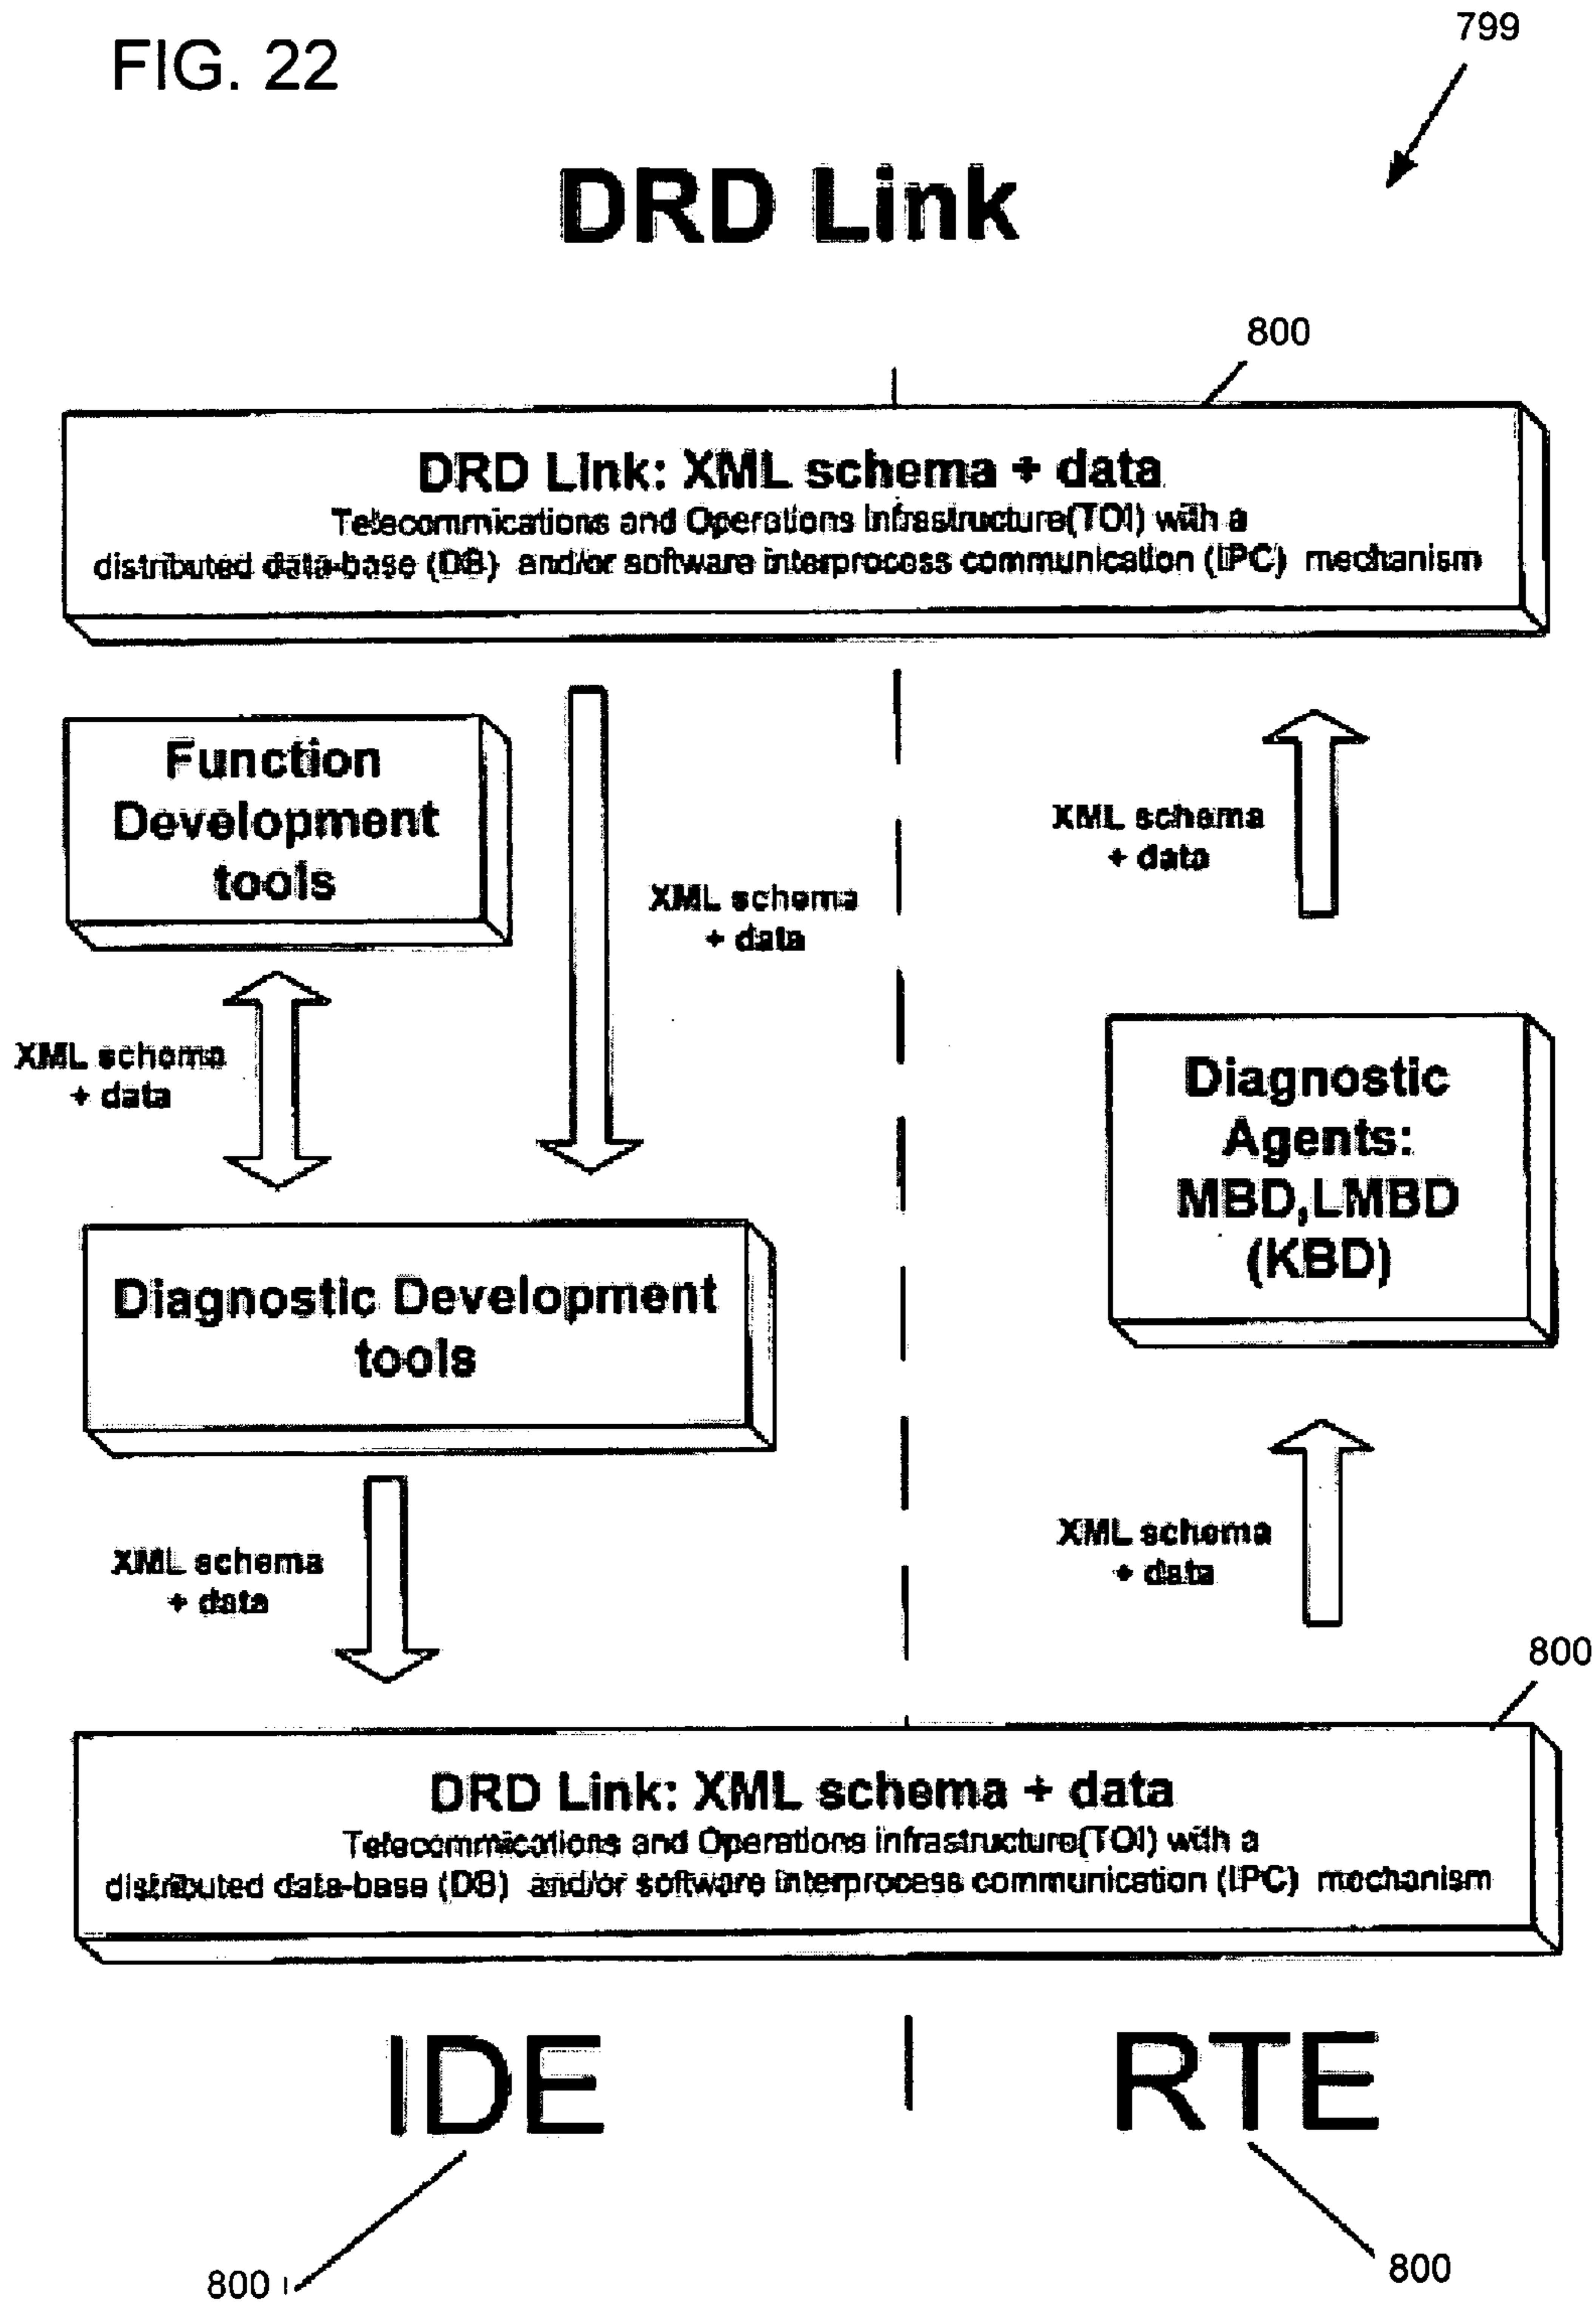 FIG. 22
799
DRD Link
800
DRD Link: XML schema + data
Telecommications and Operations Infrastructure(TOI) with a
distributed data-base (DB) and/or software interprocess communication (IPC) mechanism
Function
Development
tools
XML schema
+ data
XML schema
+ data
XML schema
+ data
Diagnostic
Agents:
MBD,LMBD
(KBD)
Diagnostic Development
tools
XML schema
+ data
XML schema
+ data
800
DRD Link: XML schema + data
Telecommications and Operations infrastructure(TOI) with a
distributed data-base (DB) and/or software interprocess communication (IPC) mechanism
IDE
RTE
800
800